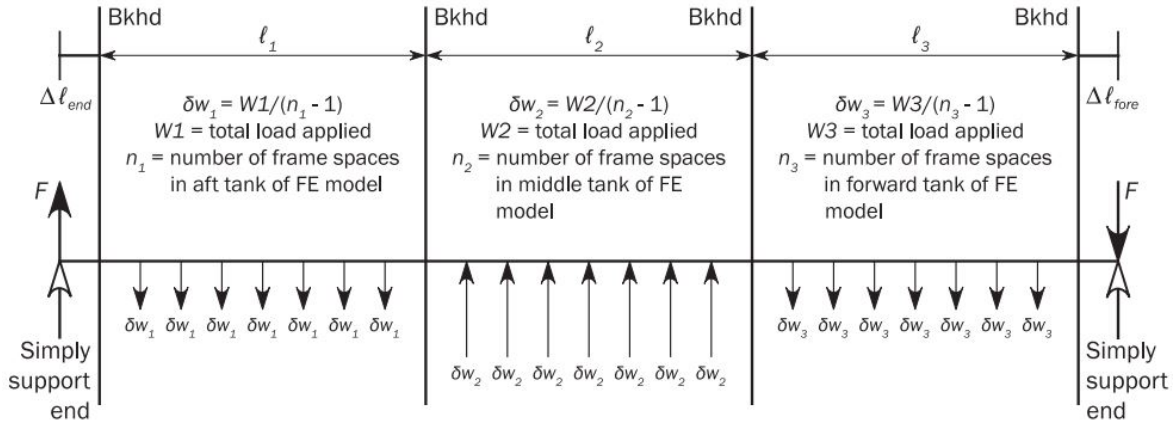 Bkhd
Bkhd
Bkhd
Bkhd
ℓ₁
ℓ₂
ℓ₃
Δℓend
Δℓfore
δw₁ = W1/(n₁ - 1)
W1 = total load applied
n₁ = number of frame spaces
in aft tank of FE model
δw₂ = W2/(n₂ - 1)
W2 = total load applied
n₂ = number of frame spaces
in middle tank of FE
model
δw₃ = W3/(n₃ - 1)
W3 = total load applied
n₃ = number of frame spaces
in forward tank of FE
model
F
F
δw₁ δw₁ δw₁ δw₁ δw₁ δw₁ δw₁
δw₂ δw₂ δw₂ δw₂ δw₂ δw₂ δw₂
δw₃ δw₃ δw₃ δw₃ δw₃ δw₃ δw₃
Simply
support
end
Simply
support
end